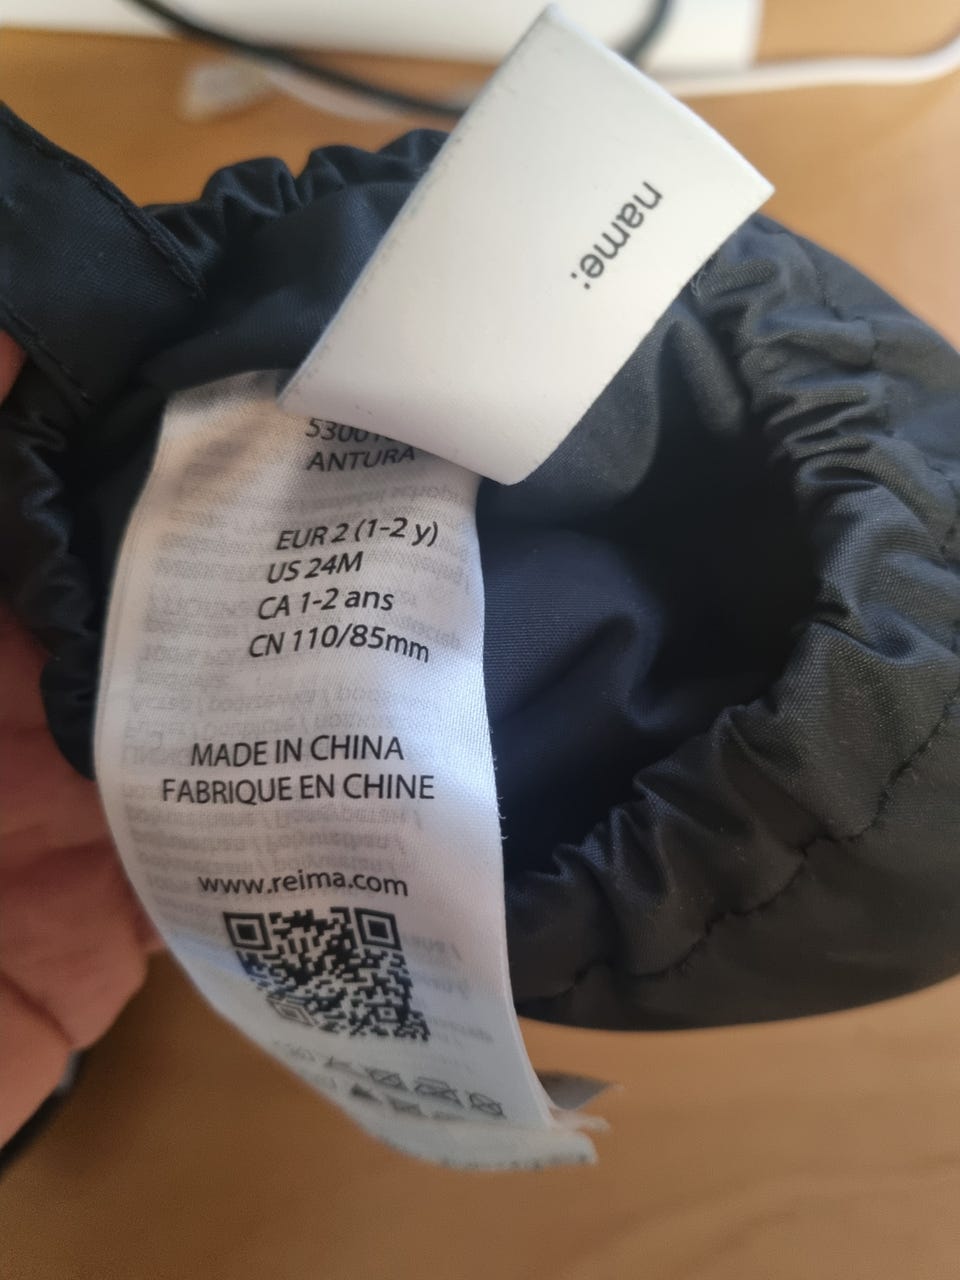 name:
ANTURA
EUR 2 (1-2 y)
US 24M
CA 1-2 ans
CN 110/85mm
MADE IN CHINA
FABRIQUE EN CHINE
www.reima.com